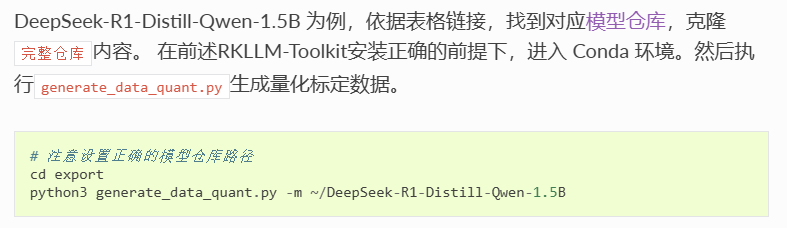 DeepSeek-R1-Distill-Qwen-1.5B 为例，依据表格链接，找到对应模型仓库，克隆
完整仓库内容。 在前述RKLLM-Toolkit安装正确的前提下，进入 Conda 环境。然后执
行generate_data_quant.py生成量化标定数据。
# 注意设置正确的模型仓库路径
cd export
python3 generate_data_quant.py -m ~/DeepSeek-R1-Distill-Qwen-1.5B